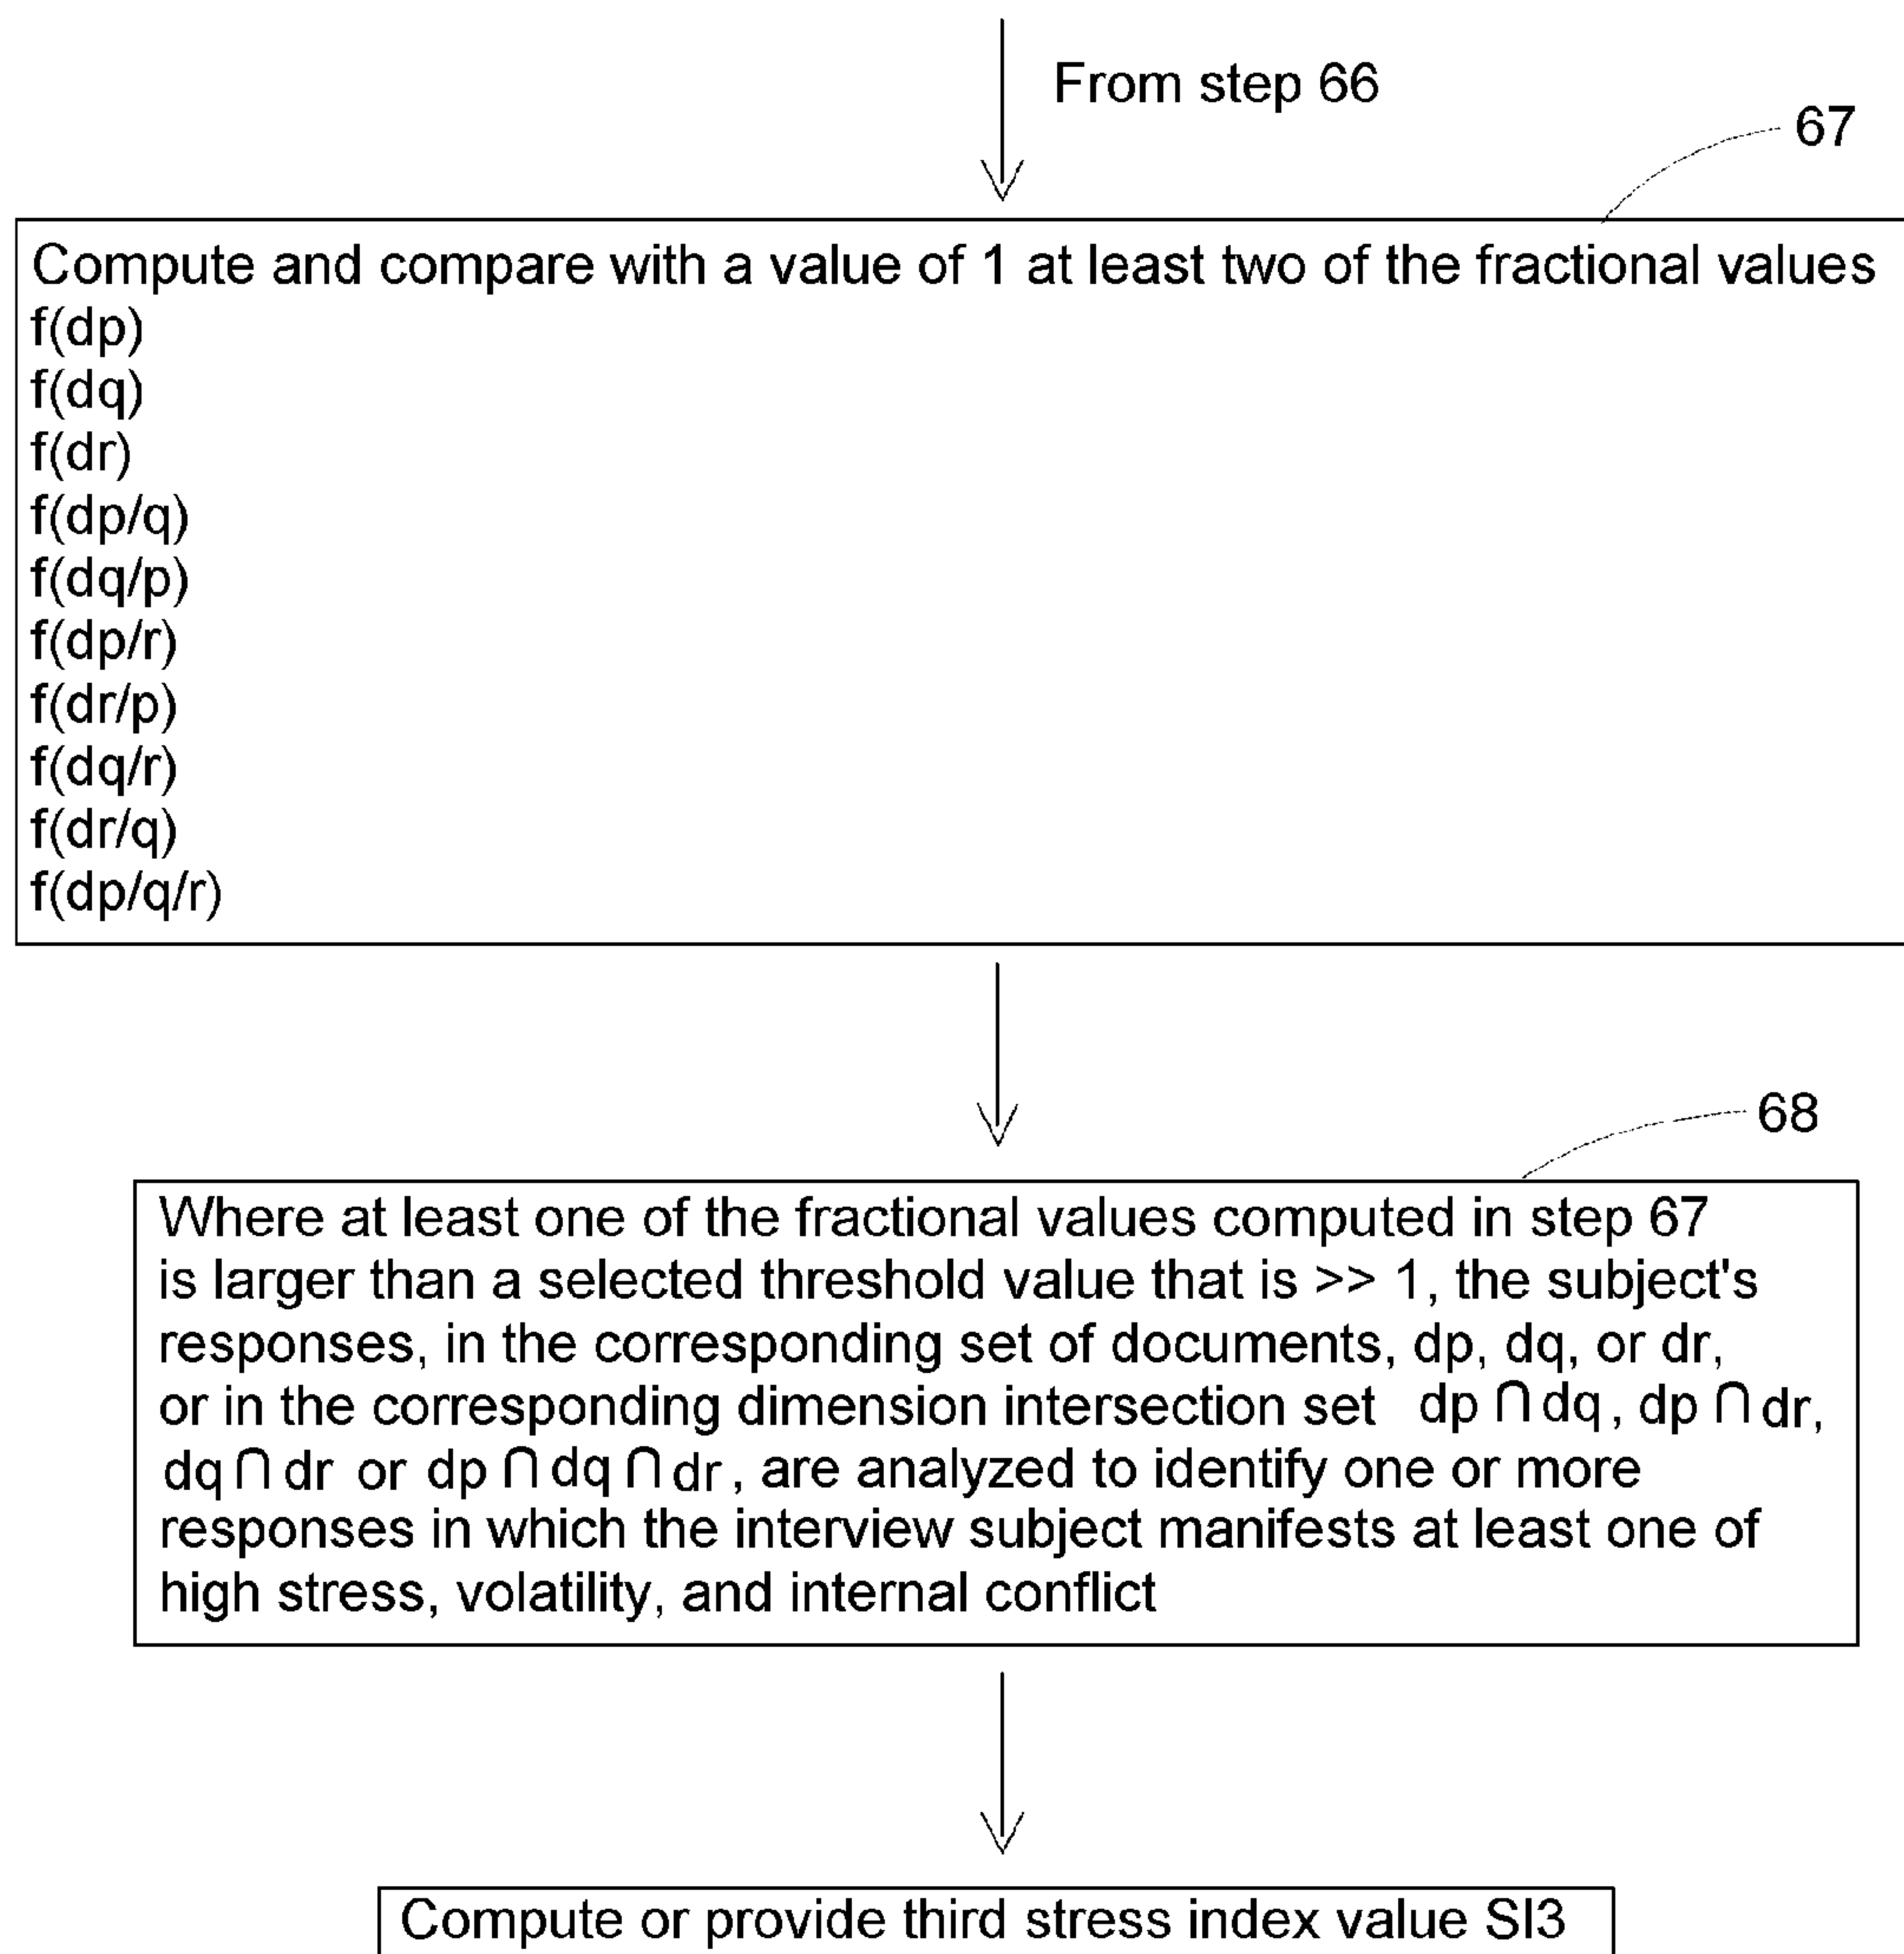 From step 66
67
Compute and compare with a value of 1 at least two of the fractional values
f(dp)
f(dq)
f(dr)
f(dp/q)
f(dq/p)
f(dp/r)
f(dr/p)
f(dq/r)
f(dr/q)
f(dp/q/r)
68
Where at least one of the fractional values computed in step 67
is larger than a selected threshold value that is >> 1, the subject's
responses, in the corresponding set of documents, dp, dq, or dr,
or in the corresponding dimension intersection set dp ∩ dq, dp ∩ dr,
dq ∩ dr or dp ∩ dq ∩ dr, are analyzed to identify one or more
responses in which the interview subject manifests at least one of
high stress, volatility, and internal conflict
Compute or provide third stress index value SI3